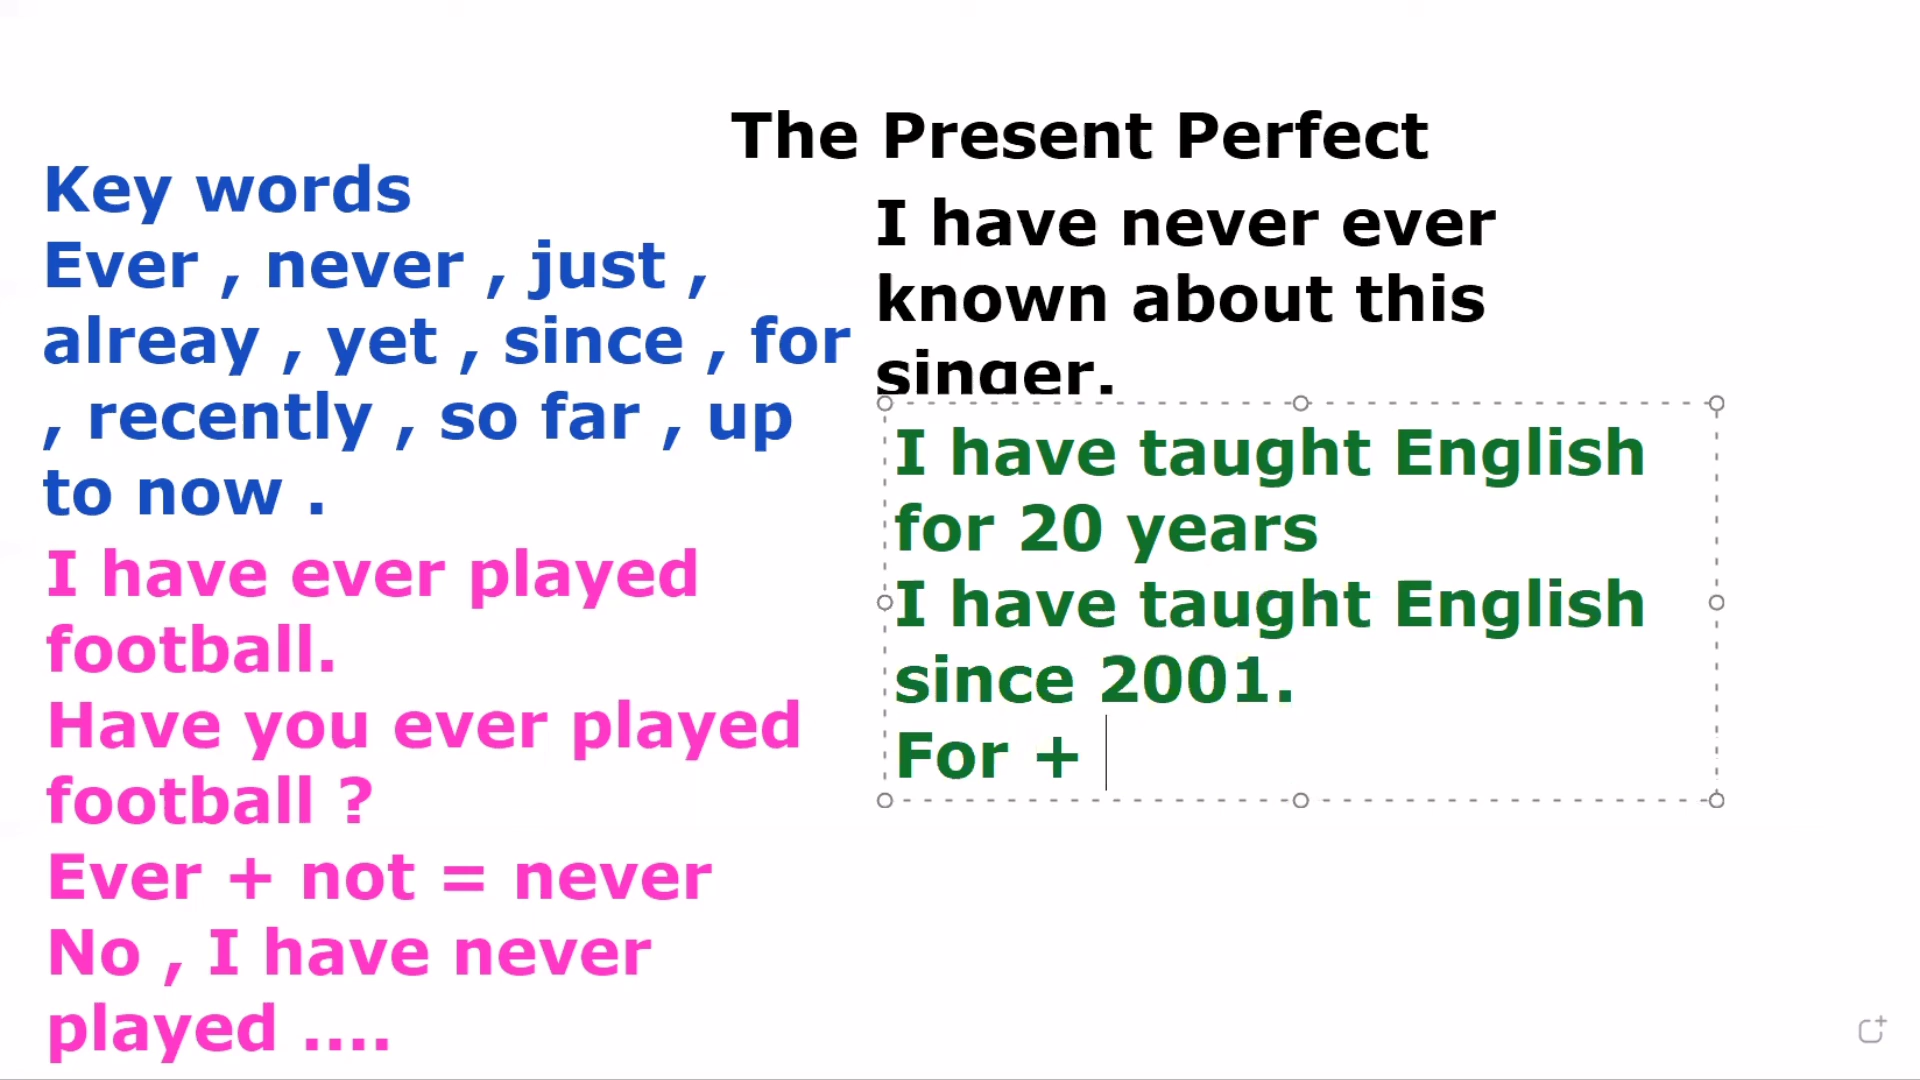 The Present Perfect
Key words
Ever , never , just ,
alreay , yet , since , for
, recently , so far , up
to now .
I have ever played
football.
Have you ever played
football ?
Ever + not = never
No , I have never
played ....
I have never ever
known about this
singer.
I have taught English
for 20 years
I have taught English
since 2001.
For +